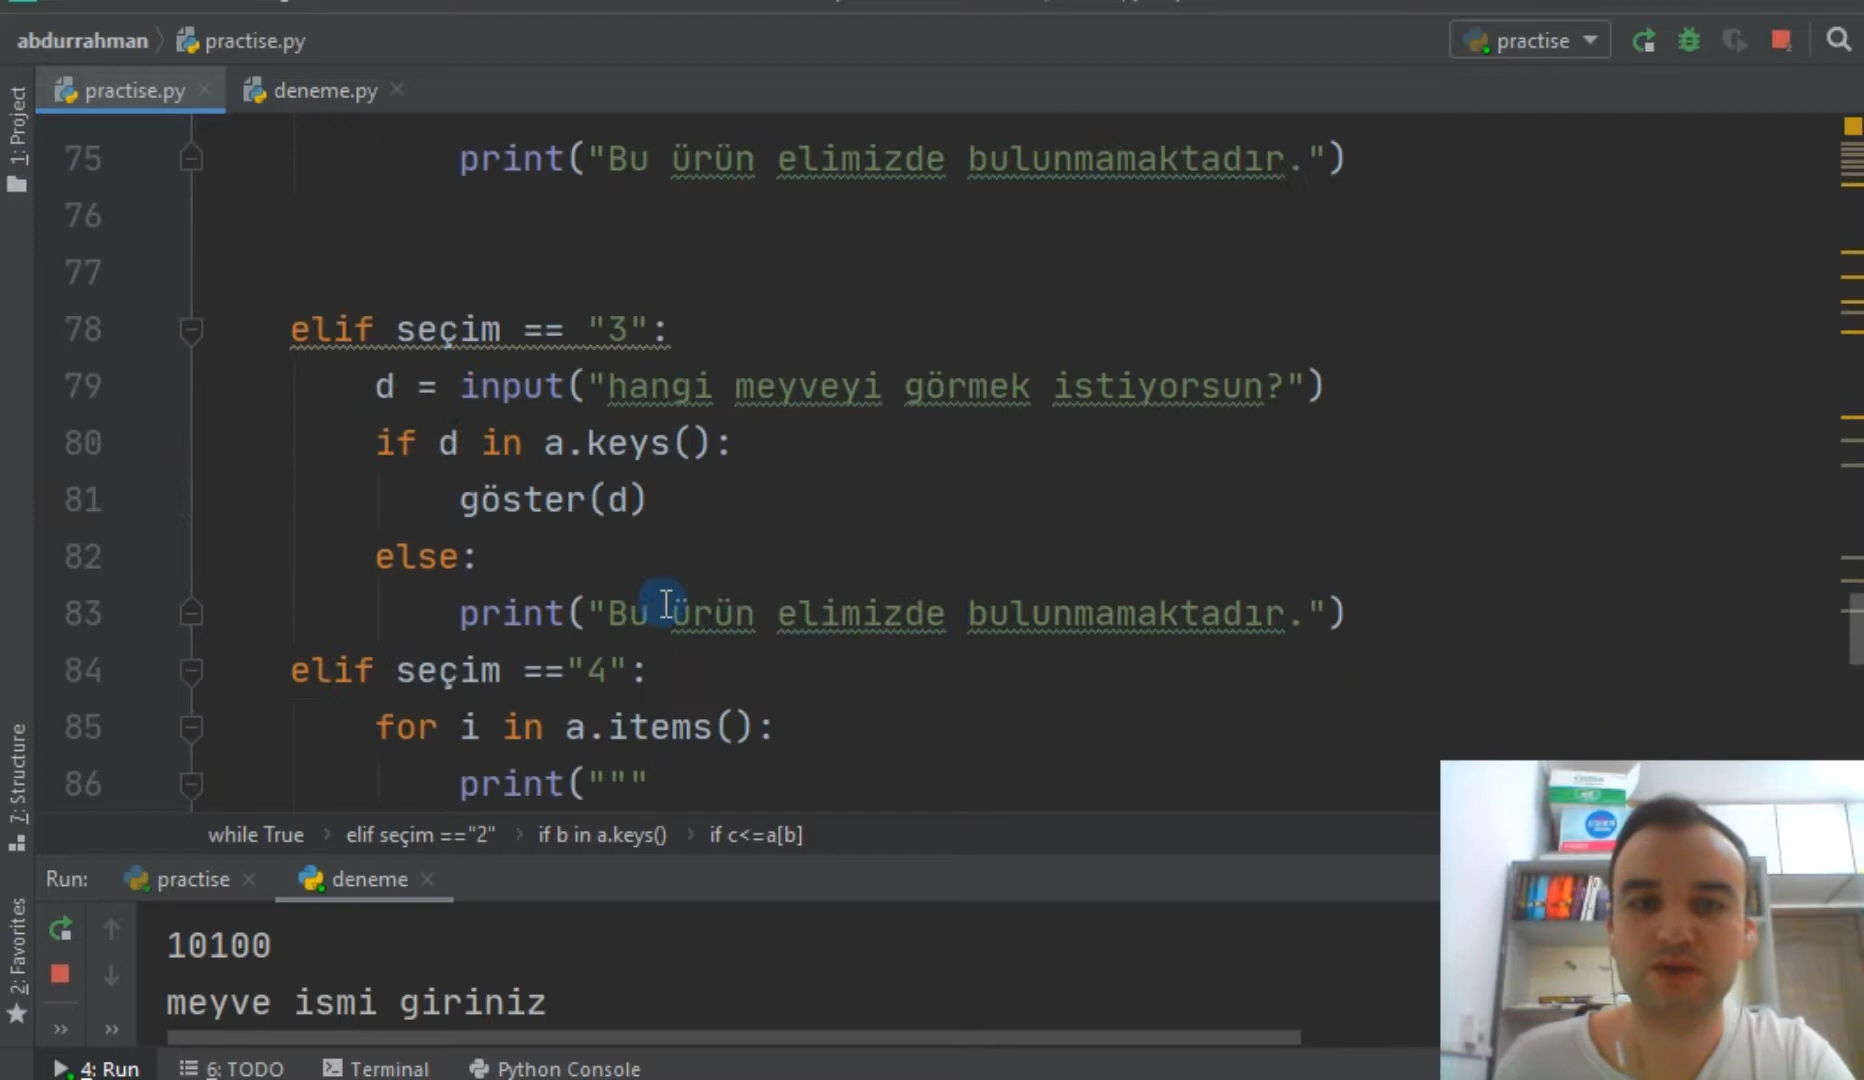 abdurrahman
practise.py
practise
practise.py
deneme.py
1: Project
75 print("Bu ürün elimizde bulunmamaktadır.")
76
77
78 elif seçim == "3":
79 d = input("hangi meyveyi görmek istiyorsun?")
80 if d in a.keys():
81 göster(d)
82 else:
83 print("Bu ürün elimizde bulunmamaktadır.")
84 elif seçim =="4":
85 for i in a.items():
86 print("""
while True
elif seçim =="2"
if b in a.keys()
if c<=a[b]
7: Structure
2: Favorites
Run:
practise
deneme
10100
meyve ismi giriniz
4: Run
6: TODO
Terminal
Python Console